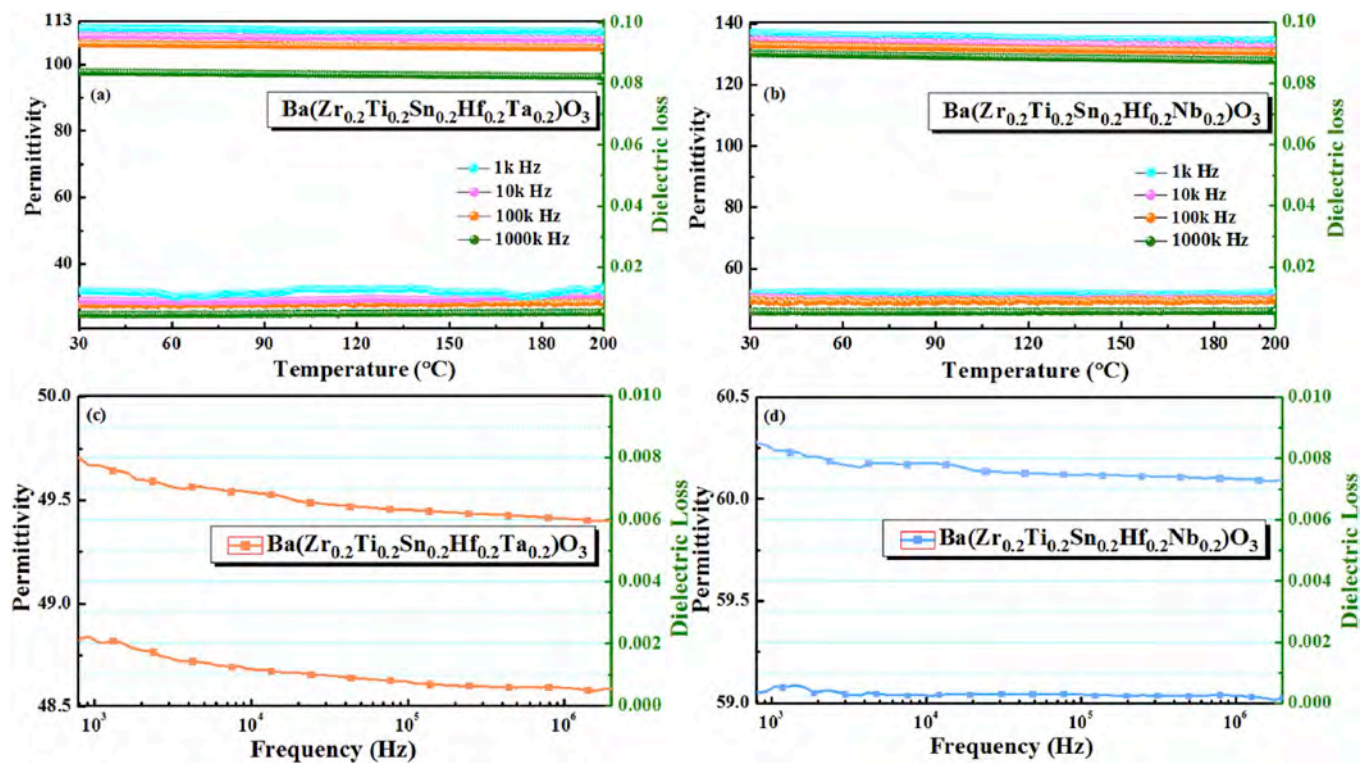 113
100
80
60
40
Permittivity
(a)
Ba(Zr₀.₂Ti₀.₂Sn₀.₂Hf₀.₂Ta₀.₂)O₃
1k Hz
10k Hz
100k Hz
1000k Hz
0.10
0.08
0.06
0.04
0.02
0.00
Dielectric loss
30 60 90 120 150 180 200
Temperature (°C)
140
120
100
80
60
Permittivity
(b)
Ba(Zr₀.₂Ti₀.₂Sn₀.₂Hf₀.₂Nb₀.₂)O₃
1k Hz
10k Hz
100k Hz
1000k Hz
0.10
0.08
0.06
0.04
0.02
0.00
Dielectric loss
30 60 90 120 150 180 200
Temperature (°C)
50.0
49.5
49.0
48.5
Permittivity
(c)
Ba(Zr₀.₂Ti₀.₂Sn₀.₂Hf₀.₂Ta₀.₂)O₃
0.010
0.008
0.006
0.004
0.002
0.000
Dielectric Loss
10³ 10⁴ 10⁵ 10⁶
Frequency (Hz)
60.5
60.0
59.5
59.0
Permittivity
(d)
Ba(Zr₀.₂Ti₀.₂Sn₀.₂Hf₀.₂Nb₀.₂)O₃
0.010
0.008
0.006
0.004
0.002
0.000
Dielectric Loss
10³ 10⁴ 10⁵ 10⁶
Frequency (Hz)